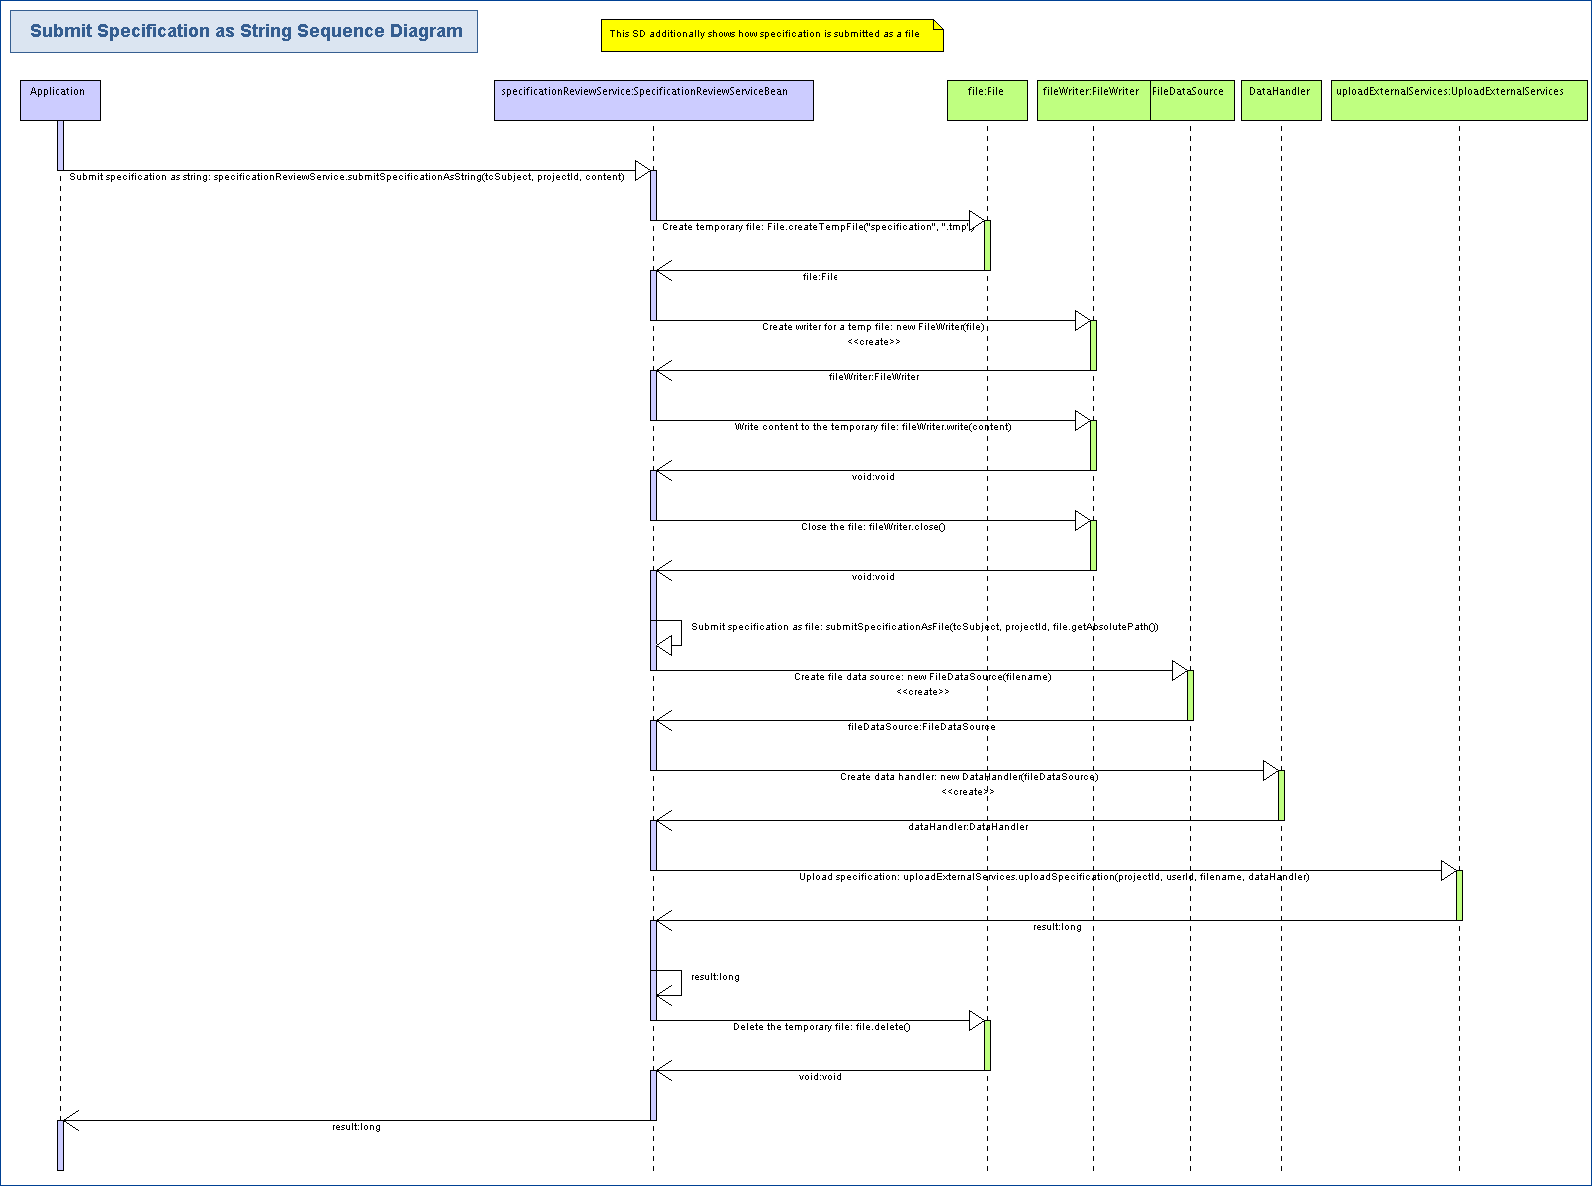 Submit Specification as String Sequence Diagram
This SD additionally shows how specification is submitted as a file
Application
specificationReviewService:SpecificationReviewServiceBean
file:File
fileWriter:FileWriter
FileDataSource
DataHandler
uploadExternalServices:UploadExternalServices
Submit specification as string: specificationReviewService.submitSpecificationAsString(tcSubject, projectId, content)
Create temporary file: File.createTempFile("specification", ".tmp")
file:File
Create writer for a temp file: new FileWriter(file)
<<create>>
fileWriter:FileWriter
Write content to the temporary file: fileWriter.write(content)
void:void
Close the file: fileWriter.close()
void:void
Submit specification as file: submitSpecificationAsFile(tcSubject, projectId, file.getAbsolutePath())
Create file data source: new FileDataSource(filename)
<<create>>
fileDataSource:FileDataSource
Create data handler: new DataHandler(fileDataSource)
<<create>>
dataHandler:DataHandler
Upload specification: uploadExternalServices.uploadSpecification(projectId, userId, filename, dataHandler)
result:long
result:long
Delete the temporary file: file.delete()
void:void
result:long